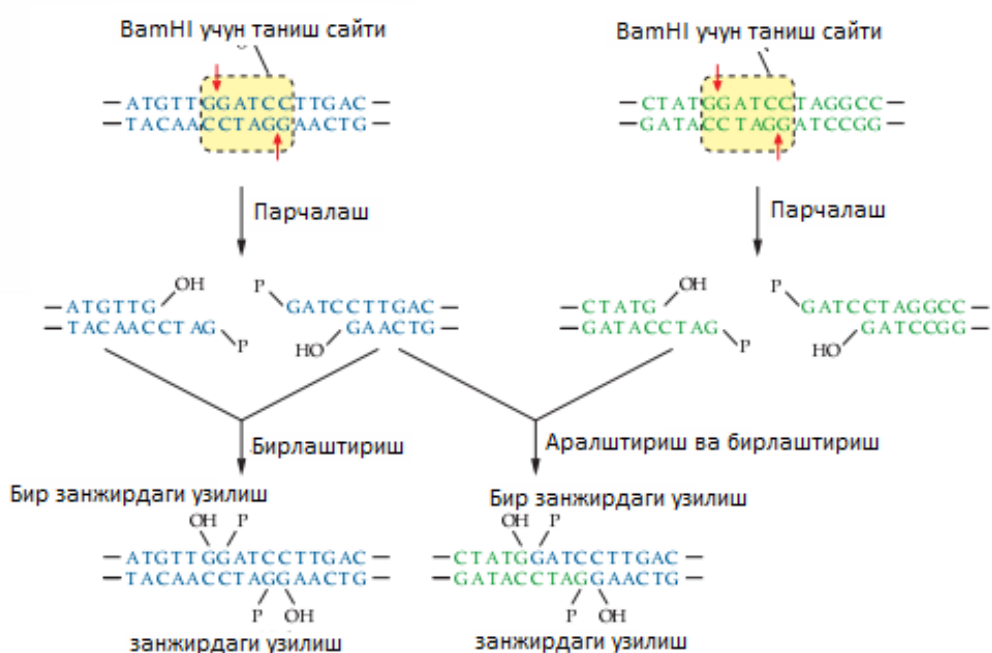 BamHI учун таниш сайти
BamHI учун таниш сайти
— ATGTTGGATCCTTGAC —
— TACAACCTAGGAACTG —
— CTATGGATCCTAGGCC —
— GATACCTAGGATCCGG —
Парчалаш
Парчалаш
OH
P
— ATGTTG
— TACAACCTAG
P
GATCCTTGAC —
GAACTG —
HO
OH
P
— CTATG
— GATACCTAG
P
GATCCTAGGCC —
GATCCGG —
HO
Бирлаштириш
Аралштириш ва бирлаштириш
Бир занжирдаги узилиш
Бир занжирдаги узилиш
OH P
OH P
— ATGTTGGATCCTTGAC —
— TACAACCTAGGAACTG —
— CTATGGATCCTTGAC —
— GATACCTAGGAACTG —
P OH
P OH
занжирдаги узилиш
занжирдаги узилиш